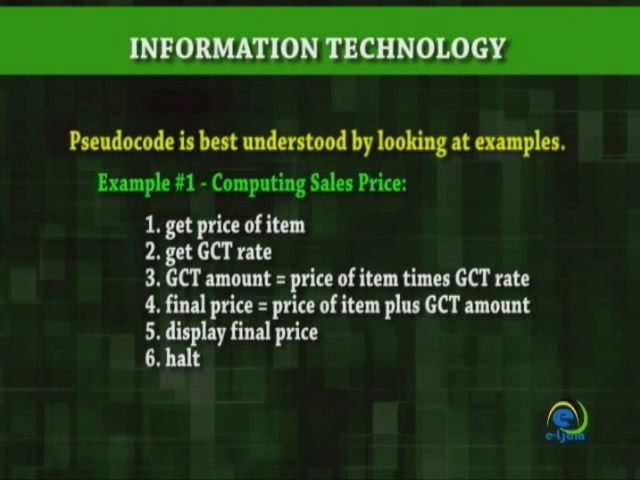 INFORMATION TECHNOLOGY
Pseudocode is best understood by looking at examples.
Example #1 - Computing Sales Price:
1. get price of item
2. get GCT rate
3. GCT amount = price of item times GCT rate
4. final price = price of item plus GCT amount
5. display final price
6. halt
e
e-ljam